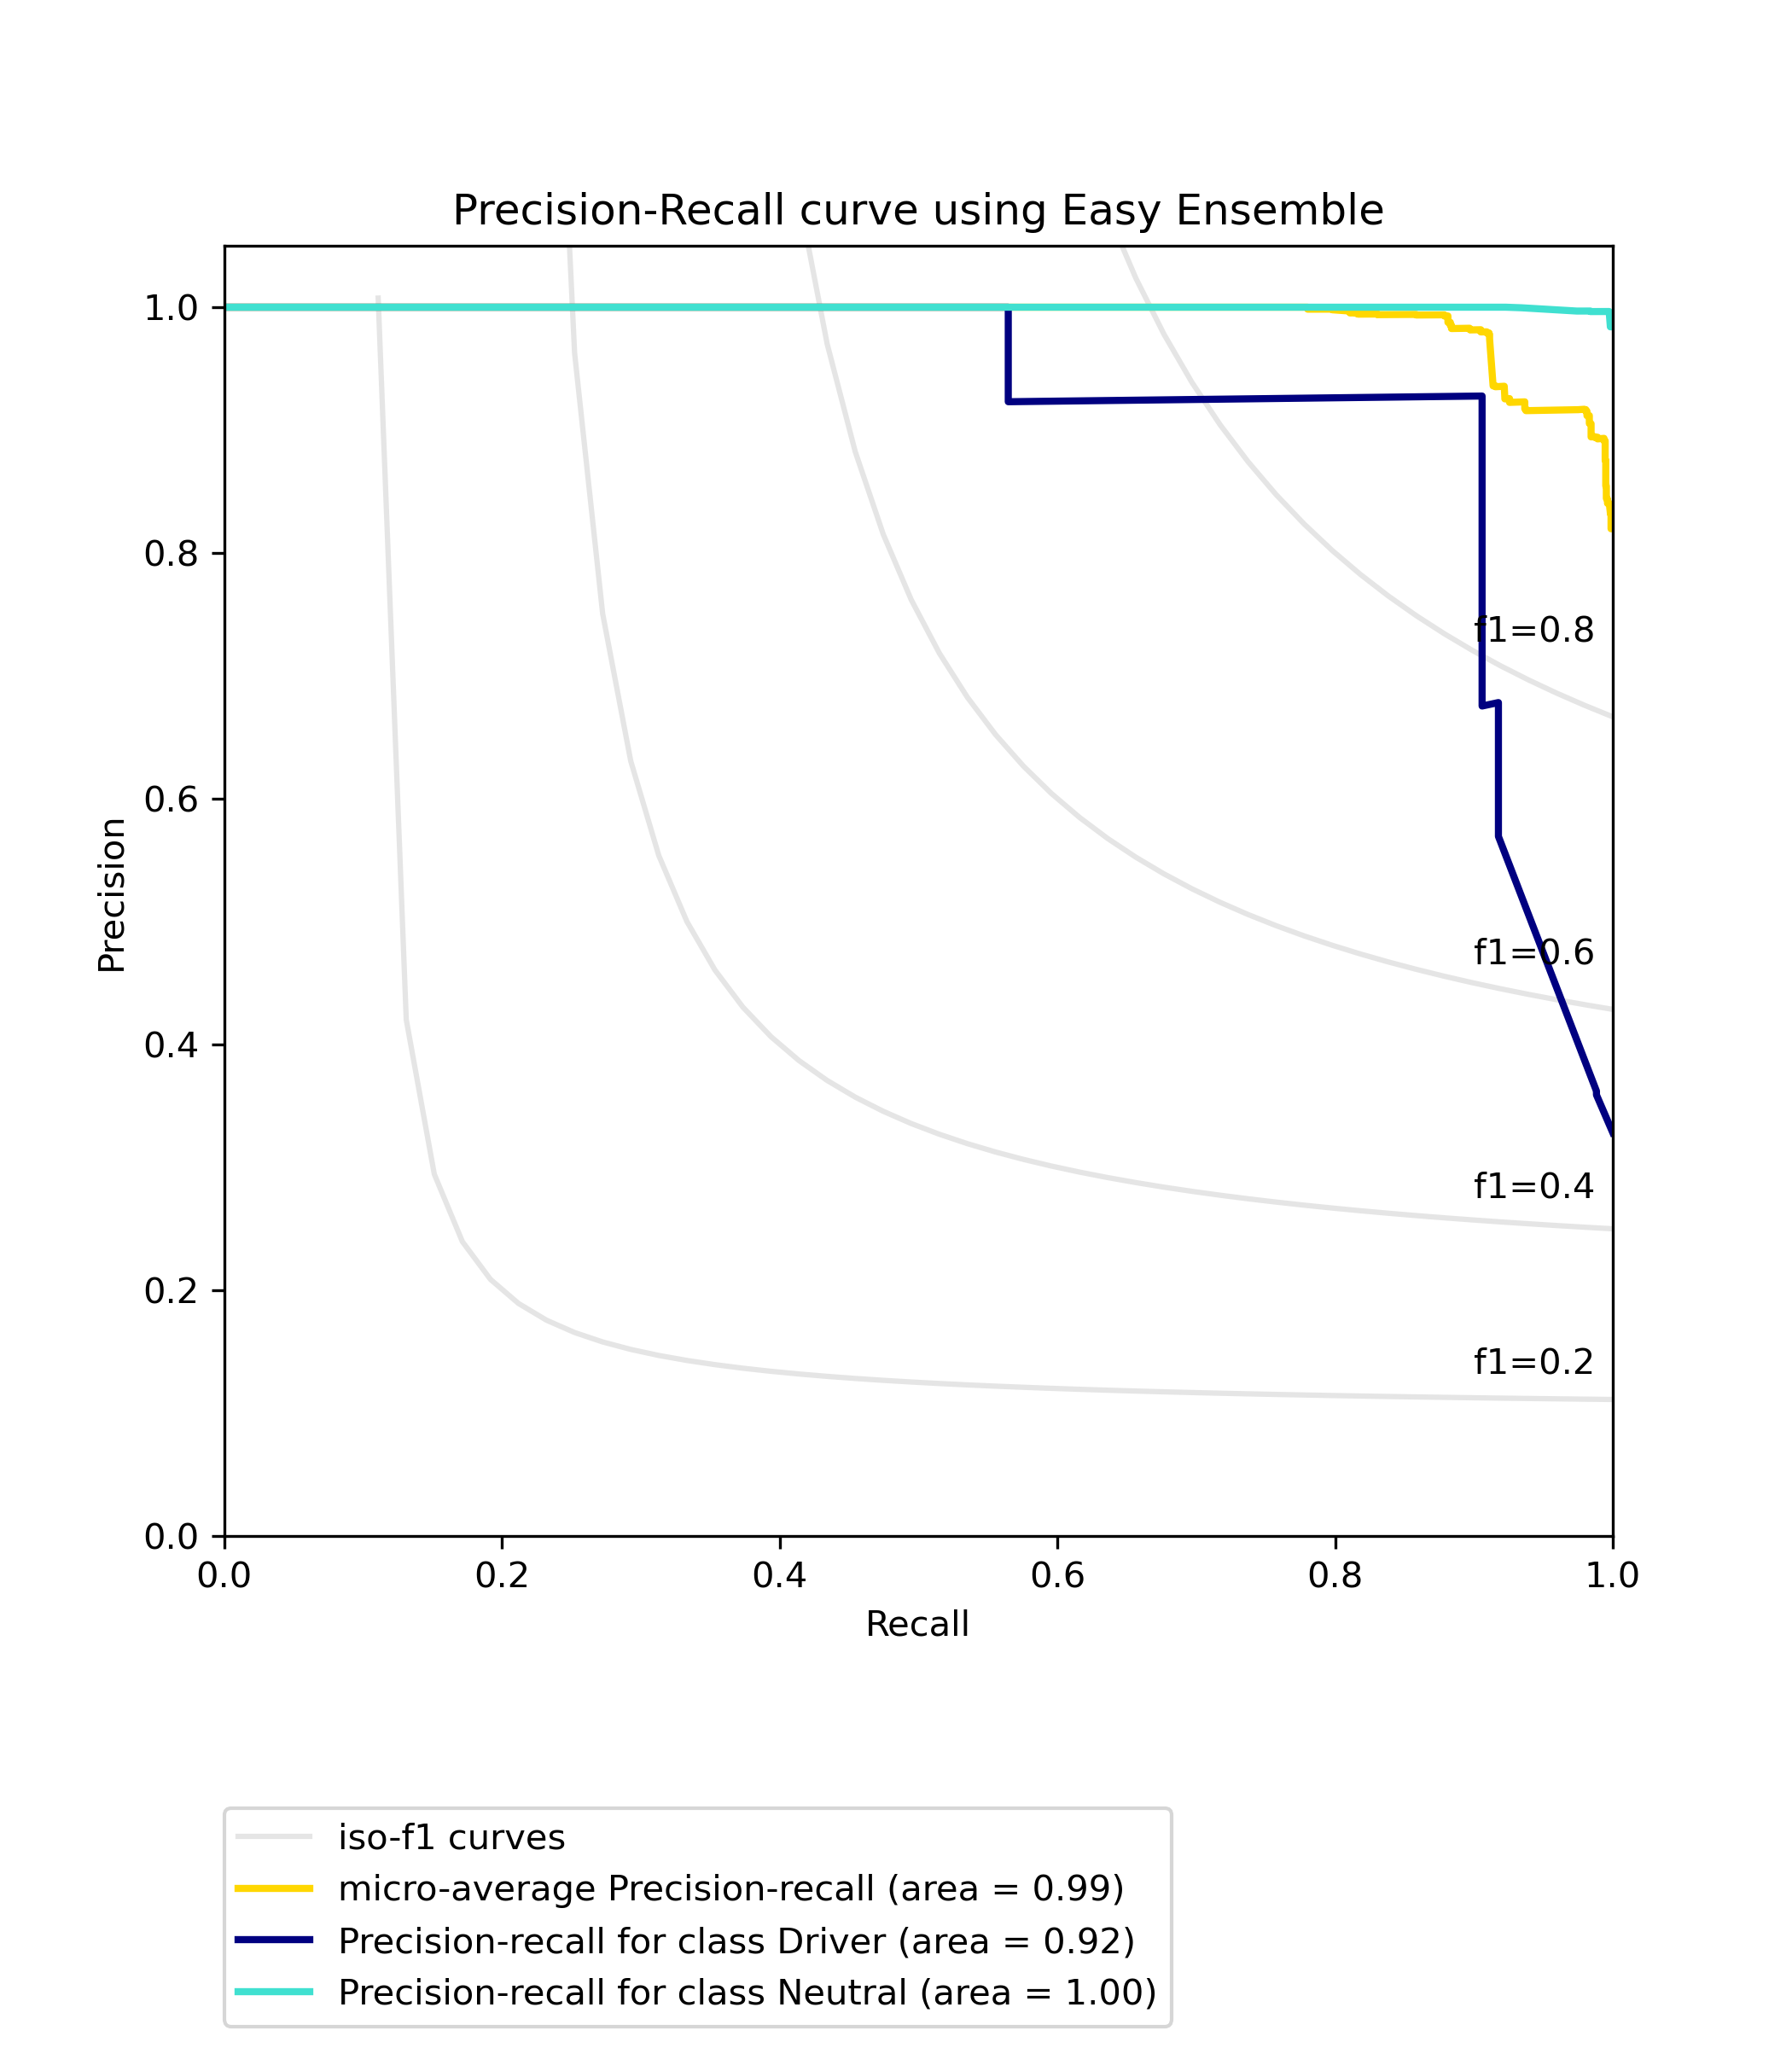 Precision-Recall curve using Easy Ensemble
1.0
0.8
f1=0.8
0.6
Precision
f1=0.6
0.4
f1=0.4
0.2
f1=0.2
0.0
0.0 0.2 0.4 0.6 0.8 1.0
Recall
iso-f1 curves
micro-average Precision-recall (area = 0.99)
Precision-recall for class Driver (area = 0.92)
Precision-recall for class Neutral (area = 1.00)